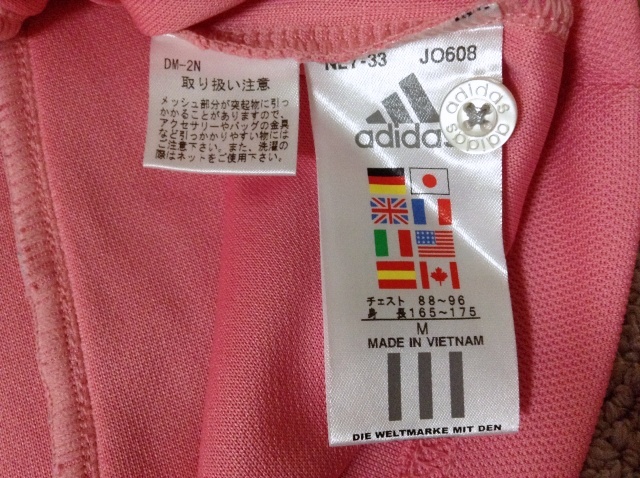 DM-2N
取り扱い注意
メッシュ部分が突起物に引っ
かかることがありますので、
アクセサリーやバッグの金具
など引っかかりやすい物には
ご注意下さい。また、洗濯の
際はネットをご使用下さい。
NE7-33 JO608
adidas
adidas
adidas
チェスト 88~96
身 長165~175
M
MADE IN VIETNAM
DIE WELTMARKE MIT DEN